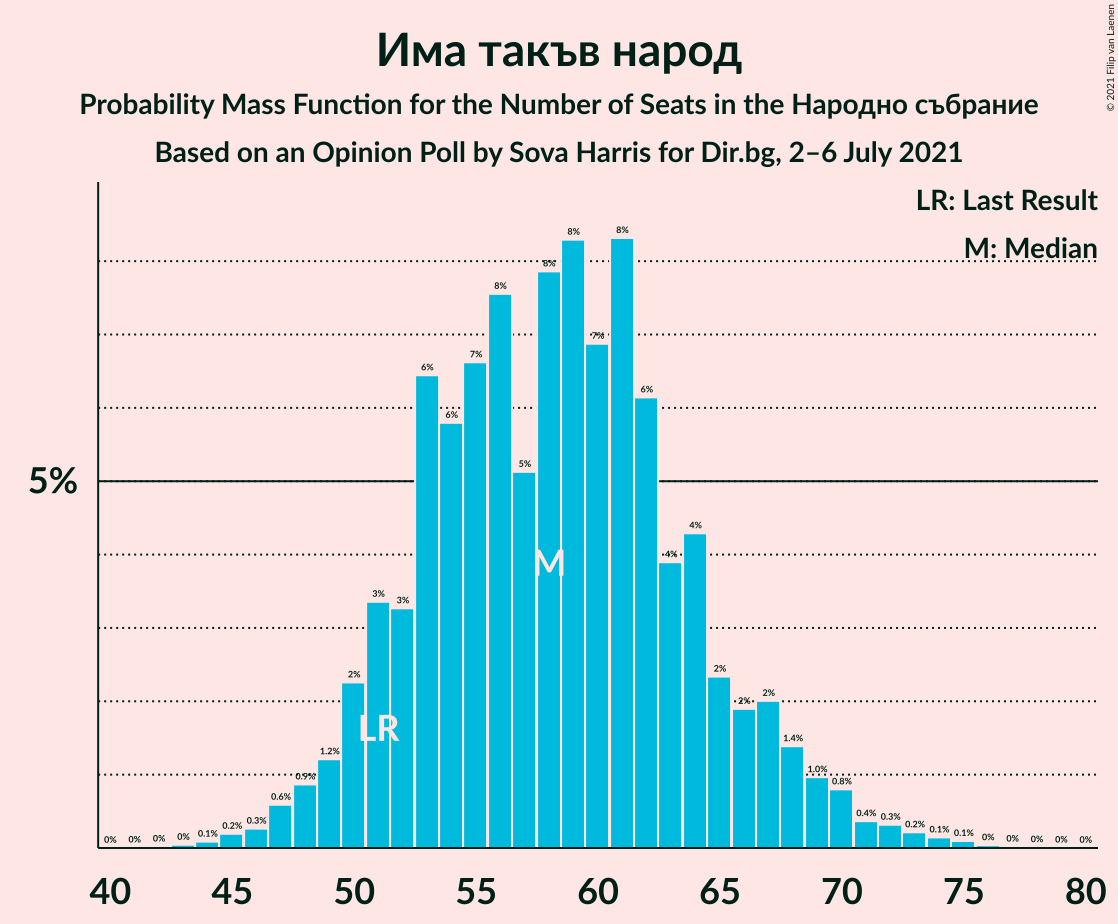 Има такъв народ
Probability Mass Function for the Number of Seats in the Народно събрание
Based on an Opinion Poll by Sova Harris for Dir.bg, 2–6 July 2021
© 2021 Filip van Laenen
LR: Last Result
M: Median
5%
0% 0% 0% 0% 0.1% 0.2% 0.3% 0.6% 0.9% 1.2% 2% 3% 3% 6% 6% 7% 8% 5% 8% 8% 7% 8% 6% 4% 4% 2% 2% 2% 1.4% 1.0% 0.8% 0.4% 0.3% 0.2% 0.1% 0.1% 0% 0% 0% 0% 0%
M
LR
40 45 50 55 60 65 70 75 80